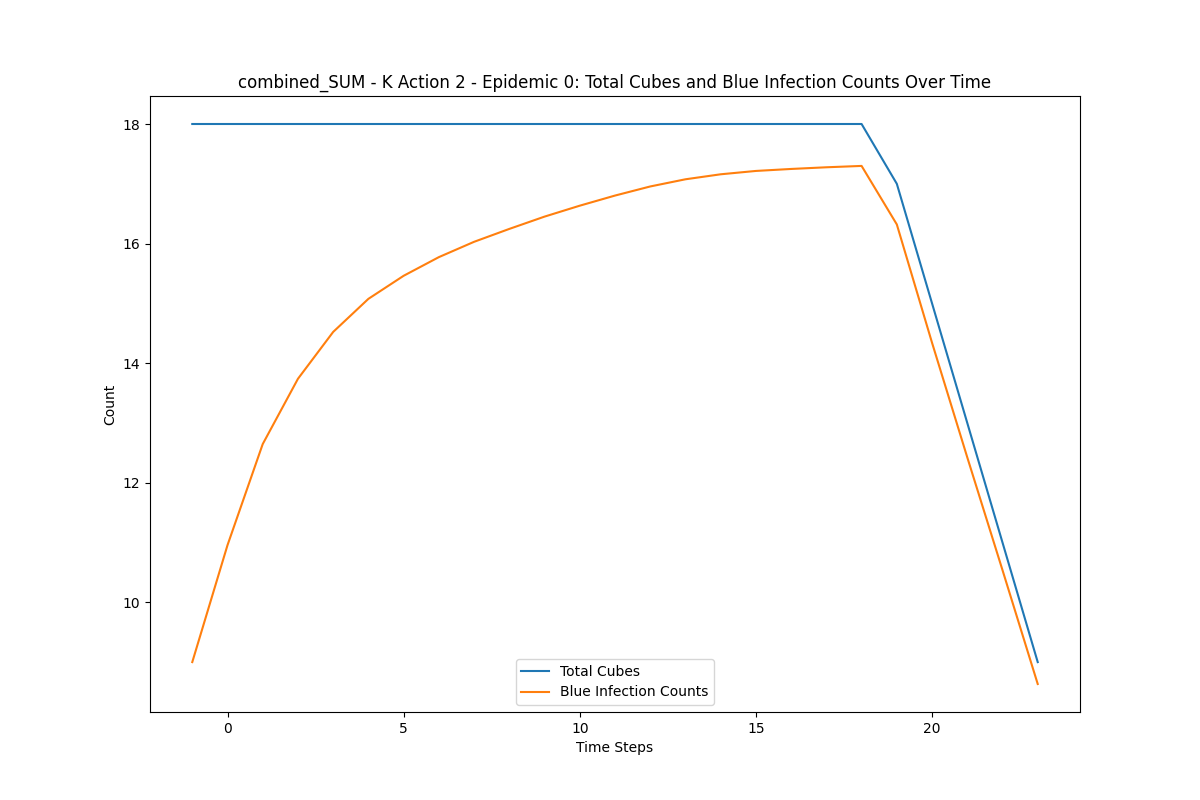 combined_SUM - K Action 2 - Epidemic 0: Total Cubes and Blue Infection Counts Over Time
18
16
14
12
10
Count
0 5 10 15 20
Time Steps
Total Cubes
Blue Infection Counts